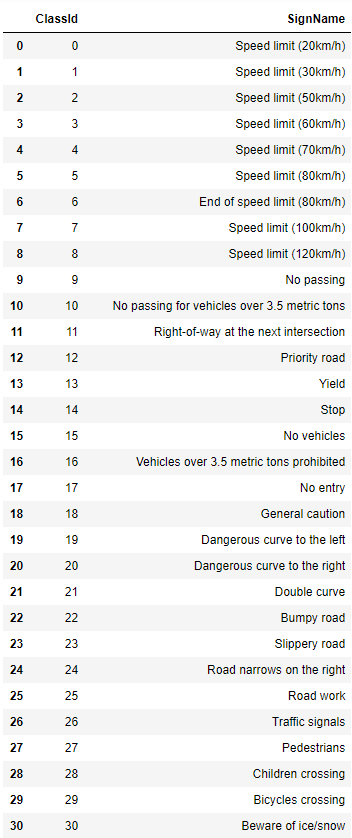 ClassId SignName
0 0 Speed limit (20km/h)
1 1 Speed limit (30km/h)
2 2 Speed limit (50km/h)
3 3 Speed limit (60km/h)
4 4 Speed limit (70km/h)
5 5 Speed limit (80km/h)
6 6 End of speed limit (80km/h)
7 7 Speed limit (100km/h)
8 8 Speed limit (120km/h)
9 9 No passing
10 10 No passing for vehicles over 3.5 metric tons
11 11 Right-of-way at the next intersection
12 12 Priority road
13 13 Yield
14 14 Stop
15 15 No vehicles
16 16 Vehicles over 3.5 metric tons prohibited
17 17 No entry
18 18 General caution
19 19 Dangerous curve to the left
20 20 Dangerous curve to the right
21 21 Double curve
22 22 Bumpy road
23 23 Slippery road
24 24 Road narrows on the right
25 25 Road work
26 26 Traffic signals
27 27 Pedestrians
28 28 Children crossing
29 29 Bicycles crossing
30 30 Beware of ice/snow